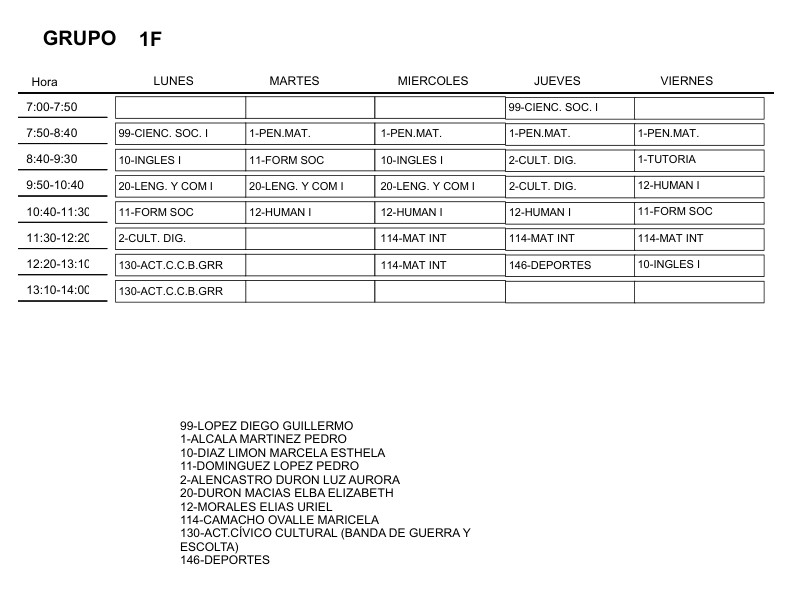 GRUPO 1F
Hora LUNES MARTES MIERCOLES JUEVES VIERNES
7:00-7:50 99-CIENC. SOC. I
7:50-8:40 99-CIENC. SOC. I 1-PEN.MAT. 1-PEN.MAT. 1-PEN.MAT. 1-PEN.MAT.
8:40-9:30 10-INGLES I 11-FORM SOC 10-INGLES I 2-CULT. DIG. 1-TUTORIA
9:50-10:40 20-LENG. Y COM I 20-LENG. Y COM I 20-LENG. Y COM I 2-CULT. DIG. 12-HUMAN I
10:40-11:30 11-FORM SOC 12-HUMAN I 12-HUMAN I 12-HUMAN I 11-FORM SOC
11:30-12:20 2-CULT. DIG. 114-MAT INT 114-MAT INT 114-MAT INT
12:20-13:10 130-ACT.C.C.B.GRR 114-MAT INT 146-DEPORTES 10-INGLES I
13:10-14:00 130-ACT.C.C.B.GRR
99-LOPEZ DIEGO GUILLERMO
1-ALCALA MARTINEZ PEDRO
10-DIAZ LIMON MARCELA ESTHELA
11-DOMINGUEZ LOPEZ PEDRO
2-ALENCASTRO DURON LUZ AURORA
20-DURON MACIAS ELBA ELIZABETH
12-MORALES ELIAS URIEL
114-CAMACHO OVALLE MARICELA
130-ACT.CÍVICO CULTURAL (BANDA DE GUERRA Y
ESCOLTA)
146-DEPORTES